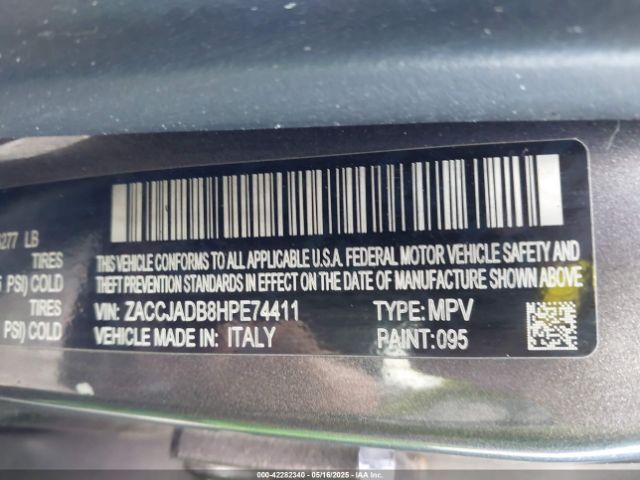 6277 LB
THIS VEHICLE CONFORMS TO ALL APPLICABLE U.S.A. FEDERAL MOTOR VEHICLE SAFETY AND
TIRES
THEFT PREVENTION STANDARDS IN EFFECT ON THE DATE OF MANUFACTURE SHOWN ABOVE
PSI) COLD
TIRES
VIN: ZACCJADB8HPE74411 TYPE: MPV
PSI) COLD
VEHICLE MADE IN: ITALY PAINT: 095
000-42282340 - 05/16/2025 - IAA Inc.